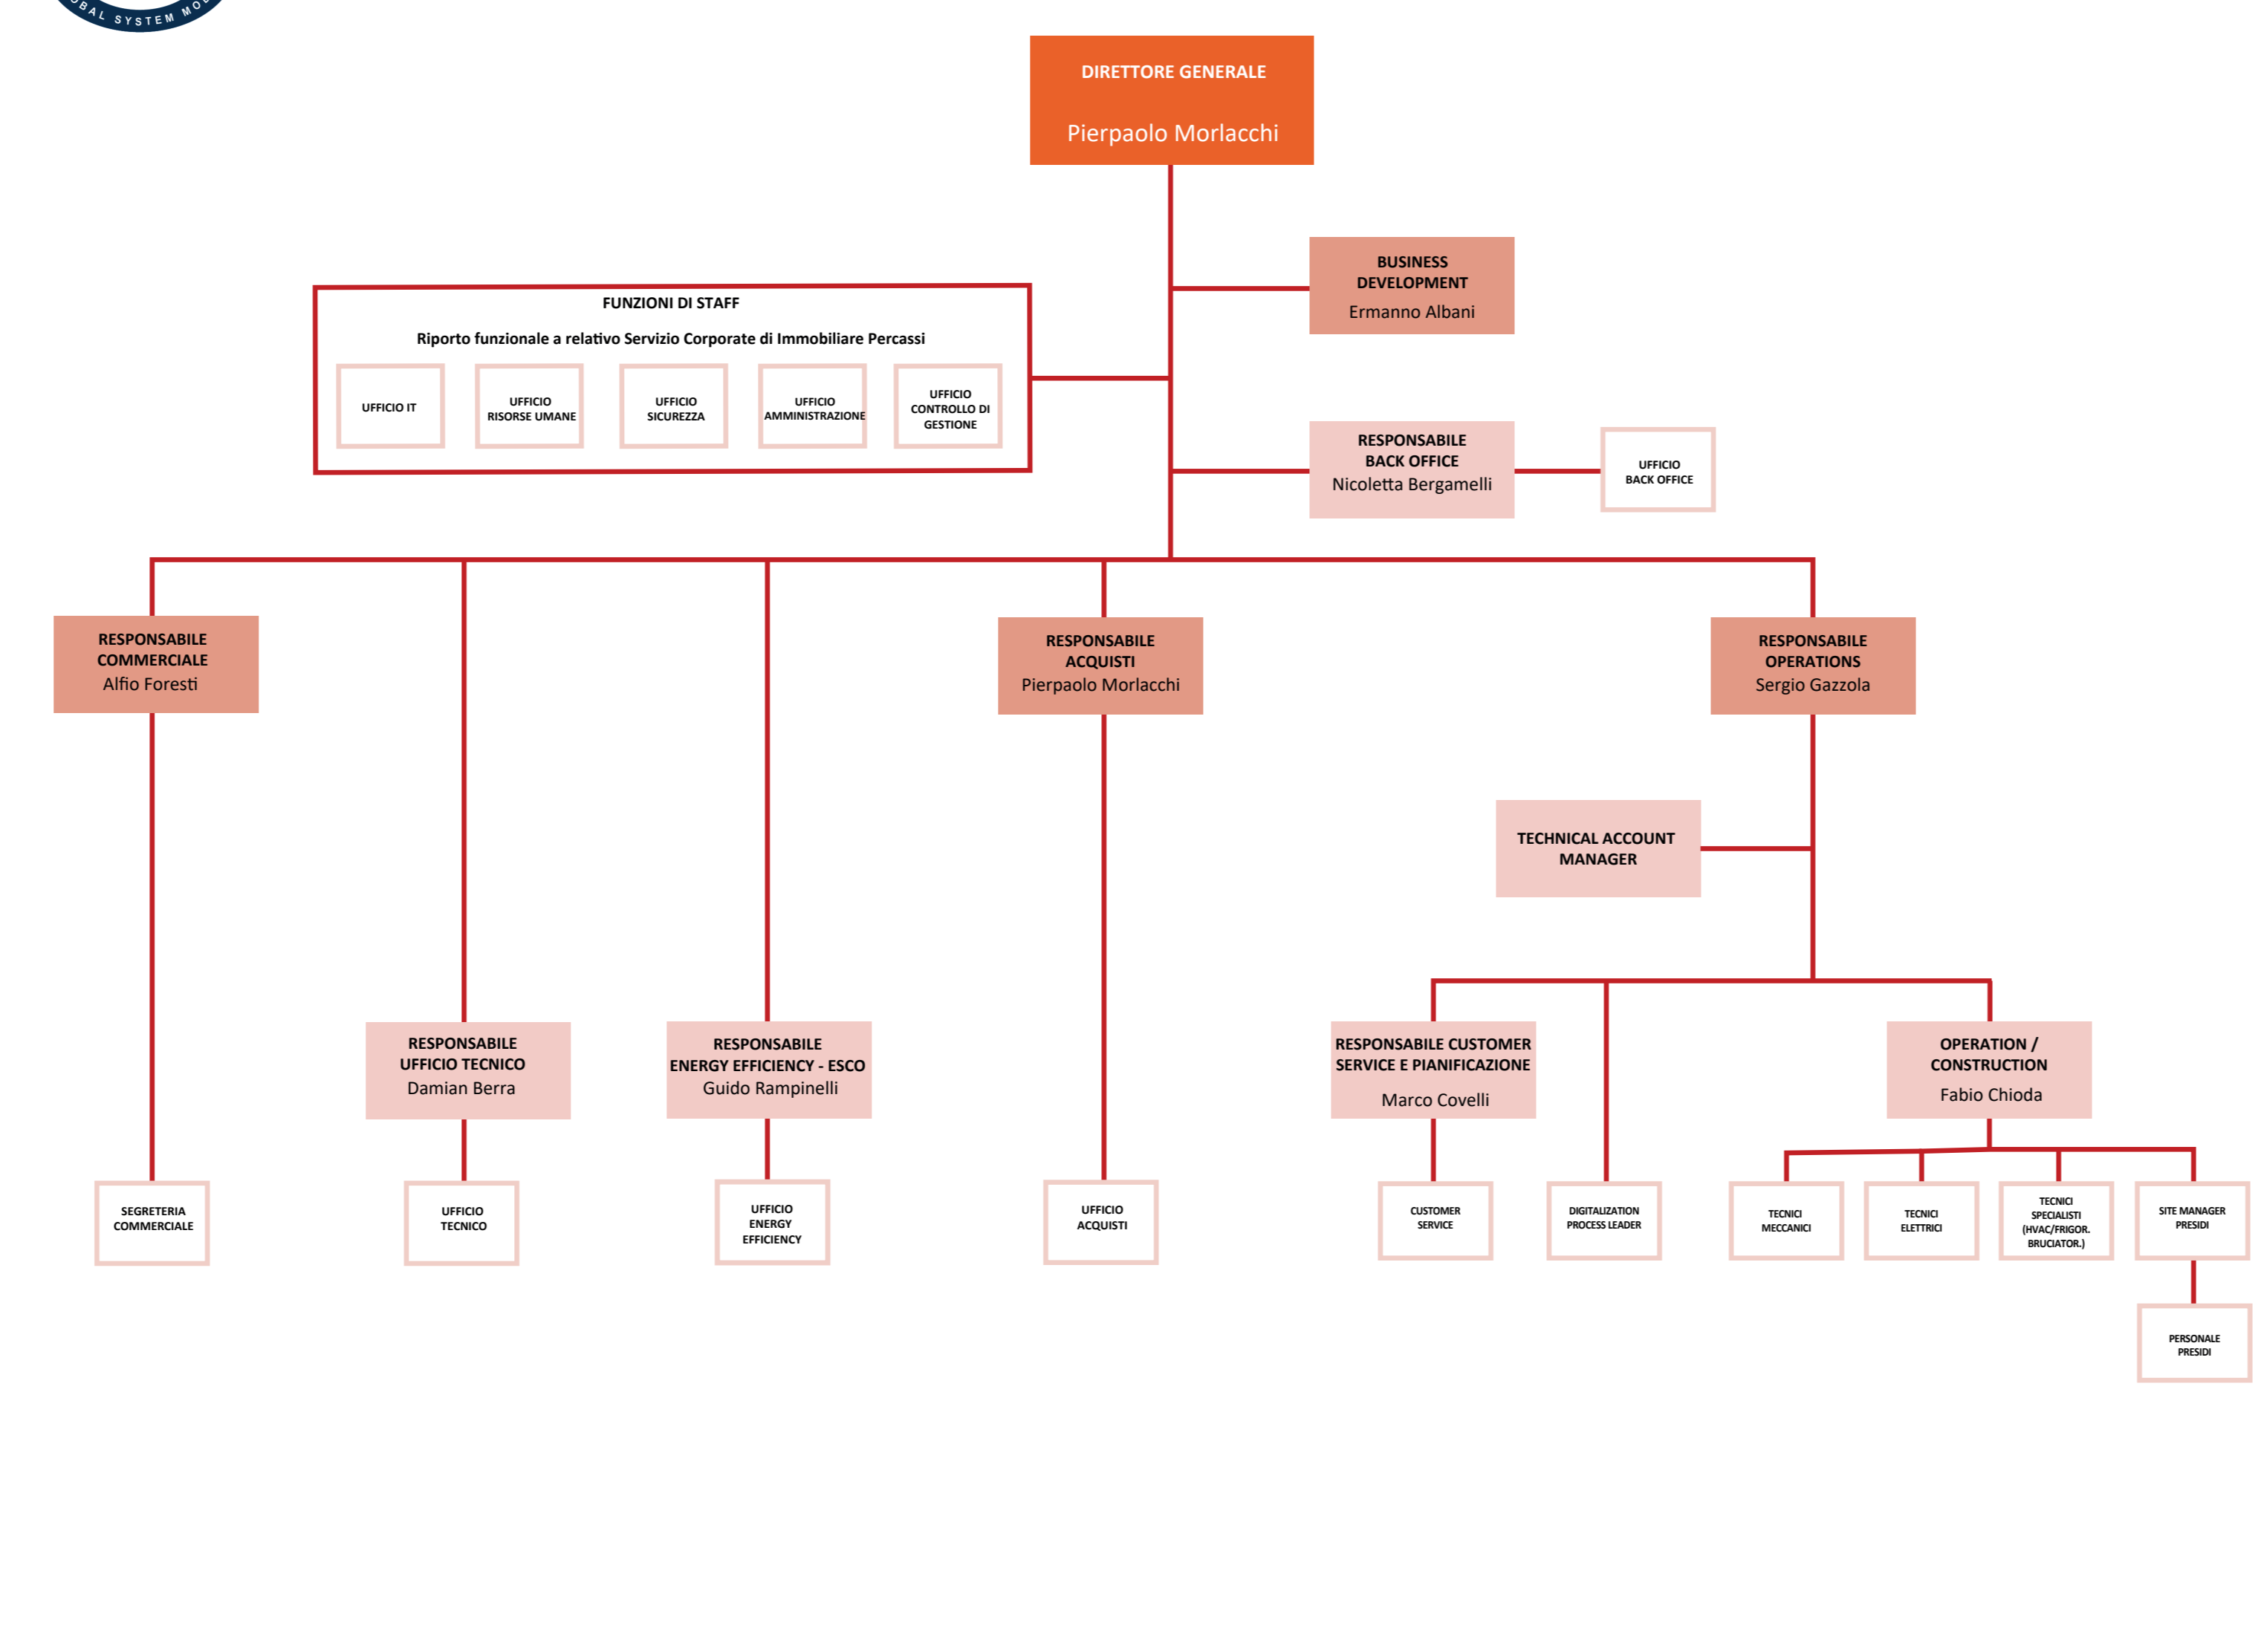 SYSTEM
DIRETTORE GENERALE
Pierpaolo Morlacchi
BUSINESS
DEVELOPMENT
Ermanno Albani
FUNZIONI DI STAFF
Riporto funzionale a relativo Servizio Corporate di Immobiliare Percassi
UFFICIO IT
UFFICIO
RISORSE UMANE
UFFICIO
SICUREZZA
UFFICIO
AMMINISTRAZIONE
UFFICIO
CONTROLLO DI
GESTIONE
RESPONSABILE
BACK OFFICE
Nicoletta Bergamelli
UFFICIO
BACK OFFICE
RESPONSABILE
COMMERCIALE
Alfio Foresti
RESPONSABILE
ACQUISTI
Pierpaolo Morlacchi
RESPONSABILE
OPERATIONS
Sergio Gazzola
TECHNICAL ACCOUNT
MANAGER
RESPONSABILE
UFFICIO TECNICO
Damian Berra
RESPONSABILE
ENERGY EFFICIENCY - ESCO
Guido Rampinelli
RESPONSABILE CUSTOMER
SERVICE E PIANIFICAZIONE
Marco Covelli
OPERATION /
CONSTRUCTION
Fabio Chioda
SEGRETERIA
COMMERCIALE
UFFICIO
TECNICO
UFFICIO
ENERGY
EFFICIENCY
UFFICIO
ACQUISTI
CUSTOMER
SERVICE
DIGITALIZATION
PROCESS LEADER
TECNICI
MECCANICI
TECNICI
ELETTRICI
TECNICI
SPECIALISTI
(HVAC/FRIGOR.
BRUCIATOR.)
SITE MANAGER
PRESIDI
PERSONALE
PRESIDI